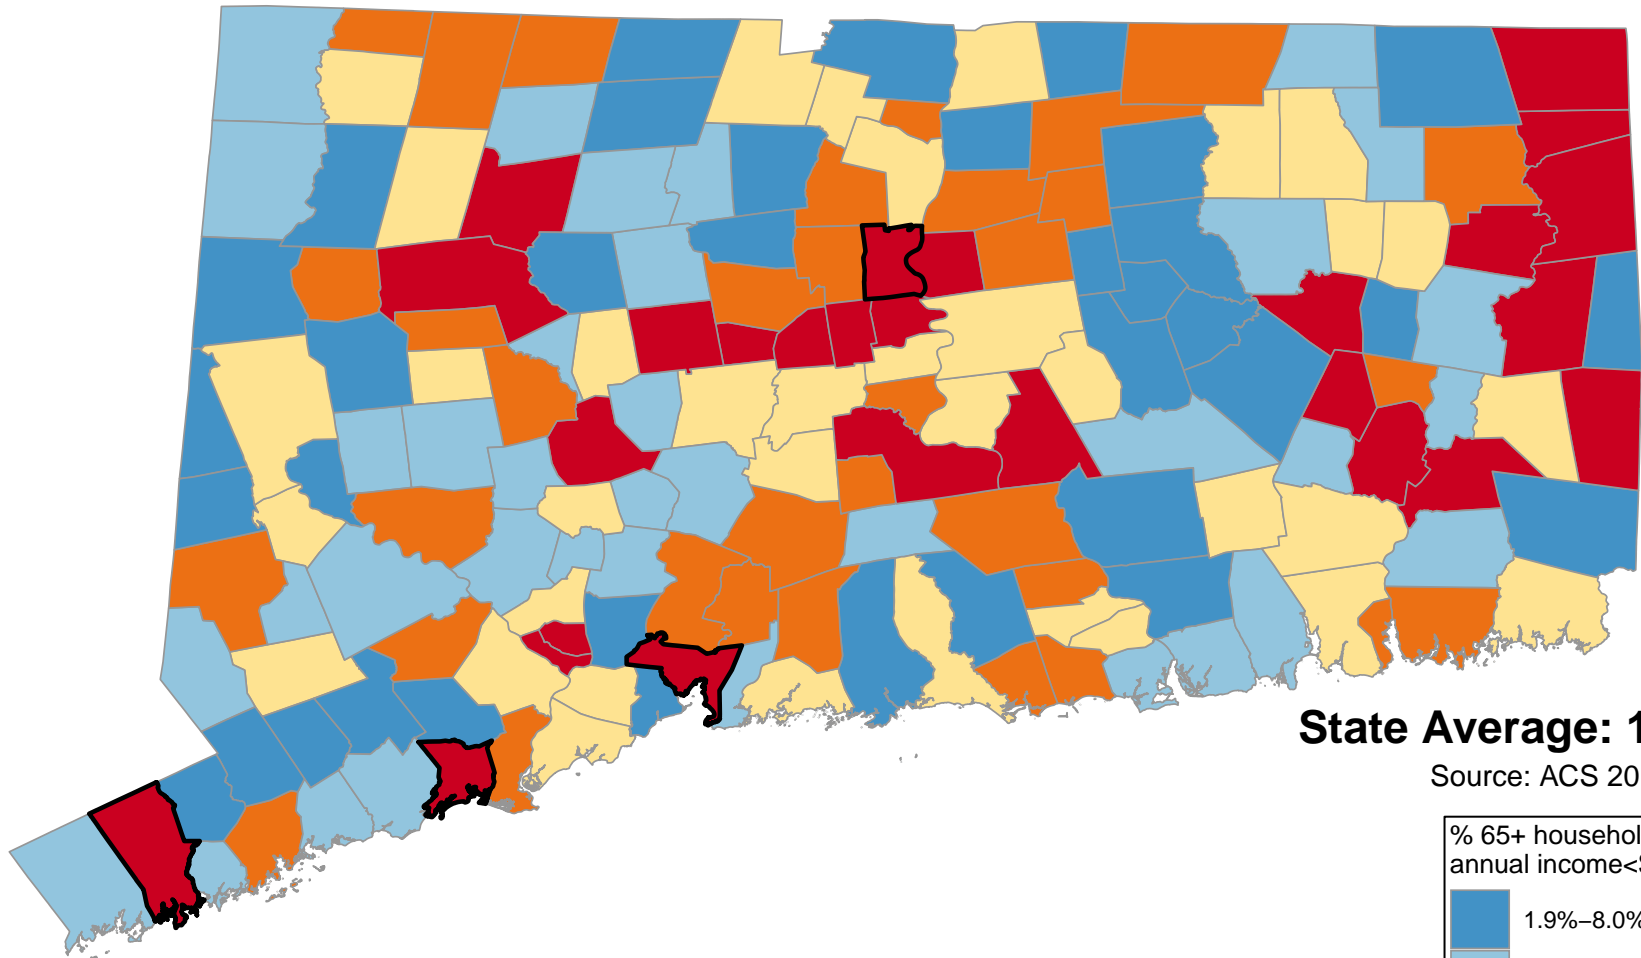 State Average: 1
Source: ACS 20
% 65+ househol
annual income<$
1.9%–8.0%